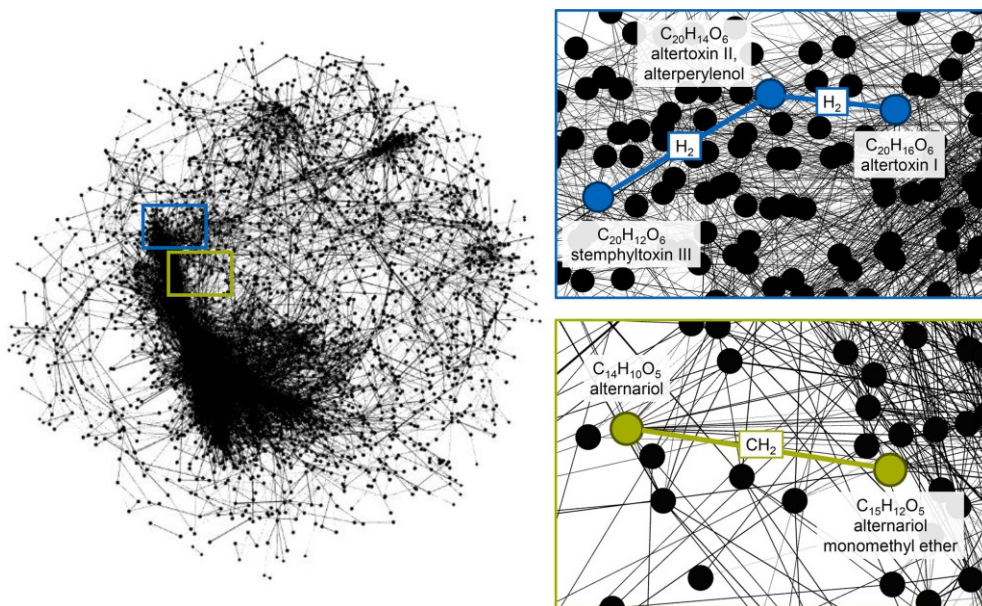 C₂₀H₁₄O₆
altertoxin II,
alterperylenol
H₂
H₂
C₂₀H₁₆O₆
altertoxin I
C₂₀H₁₂O₆
stemphyltoxin III
C₁₄H₁₀O₅
alternariol
CH₂
C₁₅H₁₂O₅
alternariol
monomethyl ether